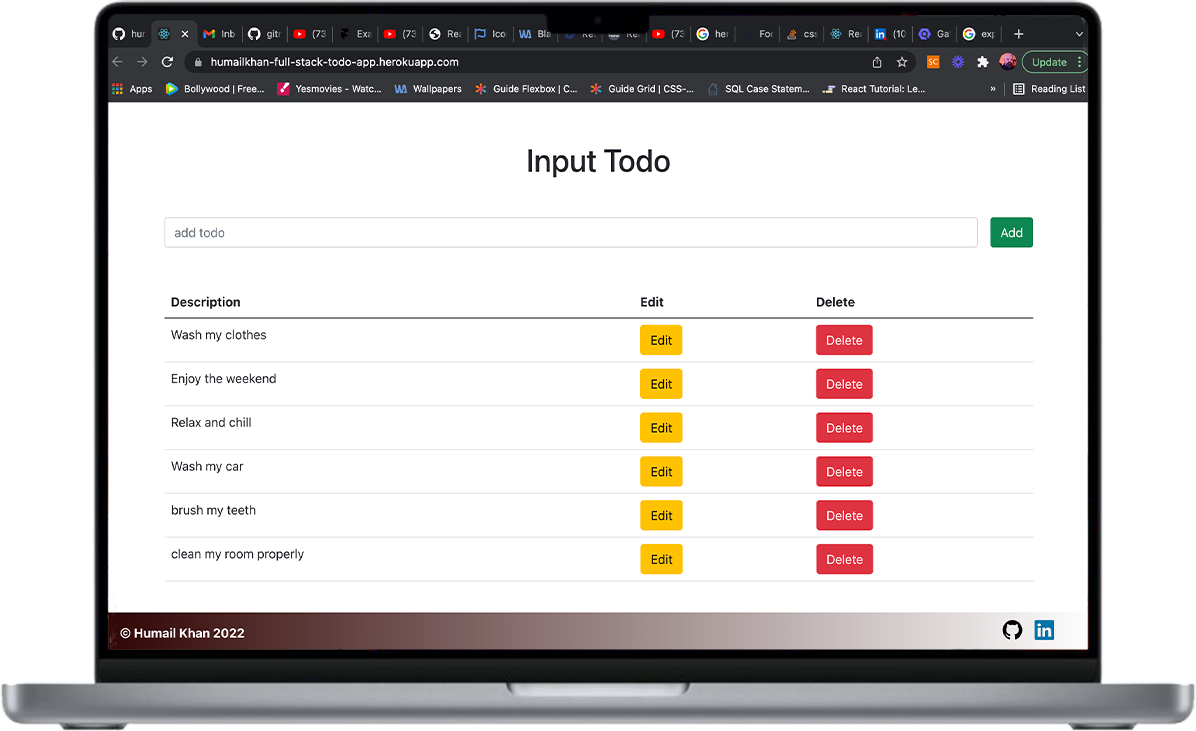 hur
Inb
gitr
(73
Exa
(73
Rea
Ico
Bla
(73
her
Foo
css
Rea
(10
Ga
exp
humailkhan-full-stack-todo-app.herokuapp.com
SC
Update
Apps
Bollywood | Free...
Yesmovies - Watc...
Wallpapers
Guide Flexbox | C...
Guide Grid | CSS-...
SQL Case Statem...
React Tutorial: Le...
»
Reading List
Input Todo
add todo
Add
Description Edit Delete
Wash my clothes Edit Delete
Enjoy the weekend Edit Delete
Relax and chill Edit Delete
Wash my car Edit Delete
brush my teeth Edit Delete
clean my room properly Edit Delete
© Humail Khan 2022
in